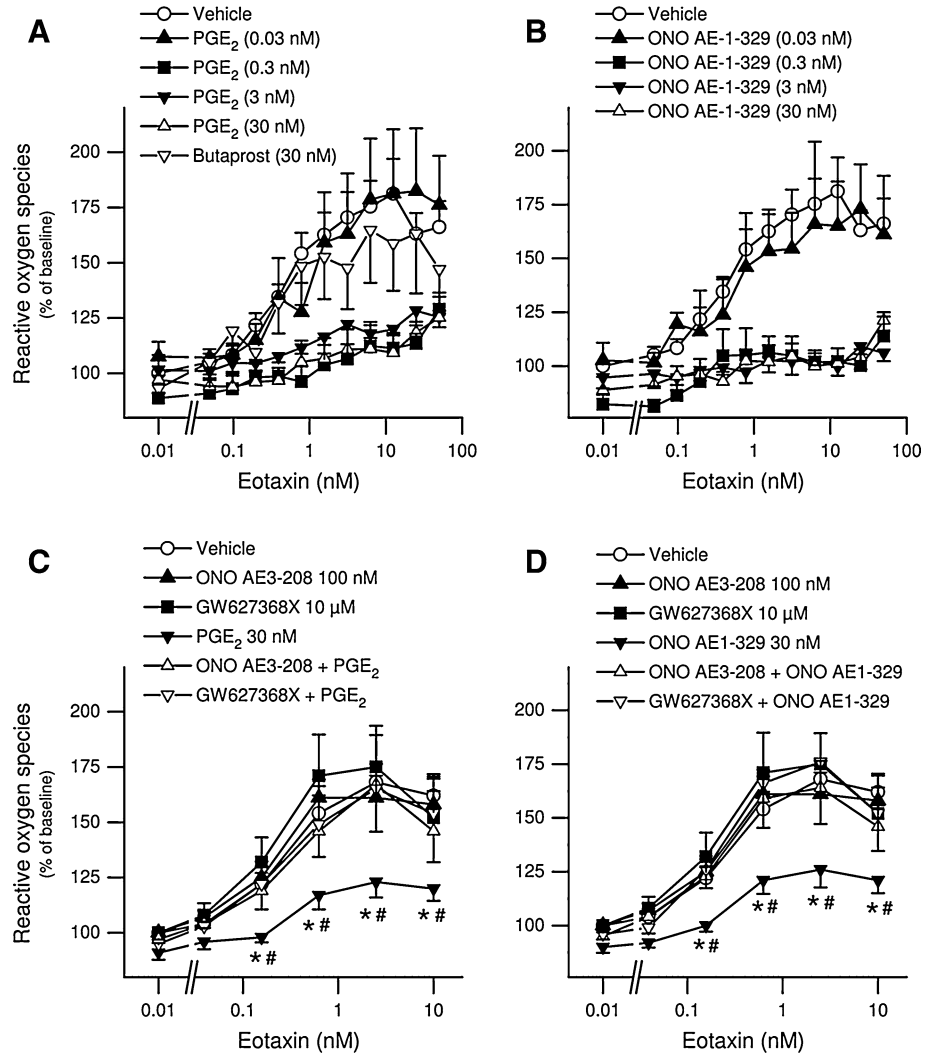 A
Vehicle
PGE₂ (0.03 nM)
PGE₂ (0.3 nM)
PGE₂ (3 nM)
PGE₂ (30 nM)
Butaprost (30 nM)
Reactive oxygen species
(% of baseline)
200
175
150
125
100
0.01 0.1 1 10 100
Eotaxin (nM)
B
Vehicle
ONO AE-1-329 (0.03 nM)
ONO AE-1-329 (0.3 nM)
ONO AE-1-329 (3 nM)
ONO AE-1-329 (30 nM)
200
175
150
125
100
0.01 0.1 1 10 100
Eotaxin (nM)
C
Vehicle
ONO AE3-208 100 nM
GW627368X 10 µM
PGE₂ 30 nM
ONO AE3-208 + PGE₂
GW627368X + PGE₂
Reactive oxygen species
(% of baseline)
200
175
150
125
100
*# *# *# *#
0.01 0.1 1 10
Eotaxin (nM)
D
Vehicle
ONO AE3-208 100 nM
GW627368X 10 µM
ONO AE1-329 30 nM
ONO AE3-208 + ONO AE1-329
GW627368X + ONO AE1-329
200
175
150
125
100
*# *# *# *#
0.01 0.1 1 10
Eotaxin (nM)